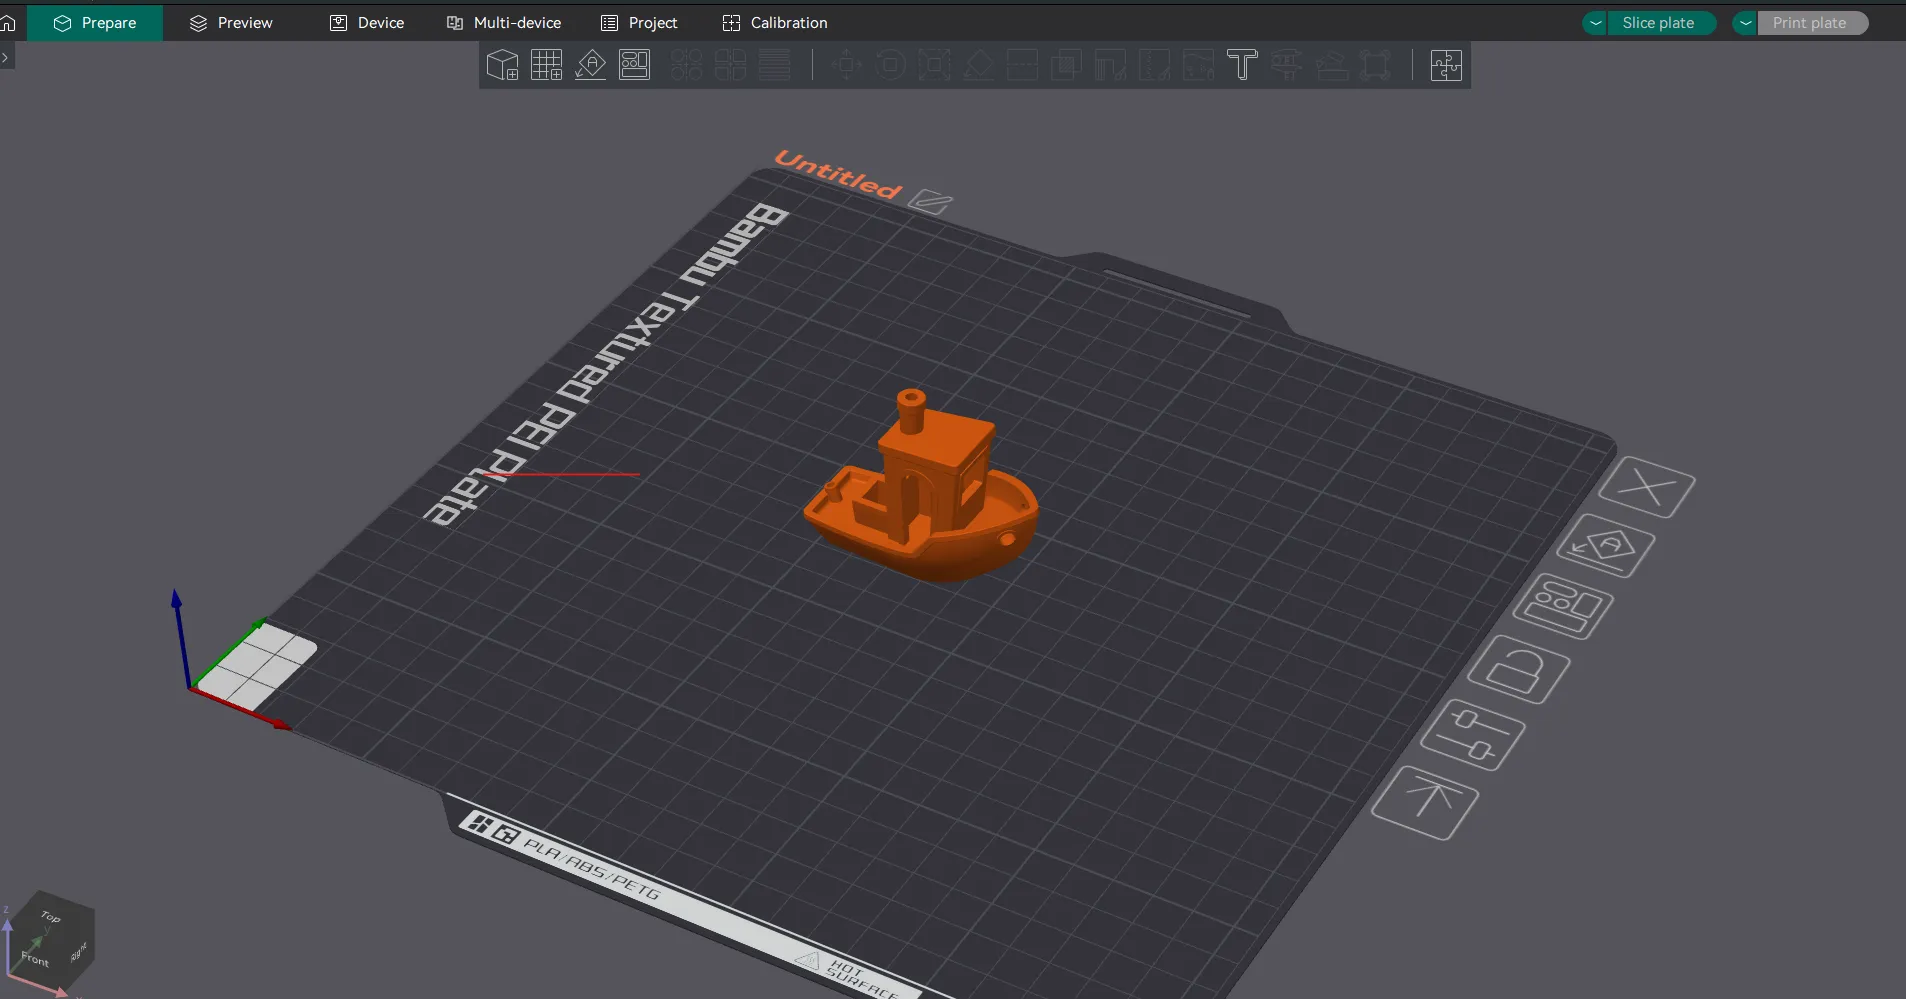 Prepare
Preview
Device
Multi-device
Project
Calibration
Slice plate
Print plate
Untitled
Bambu Textured PEI Plate
PLA/ABS/PETG
HOT
SURFACE
Top
Front
Right
z
y